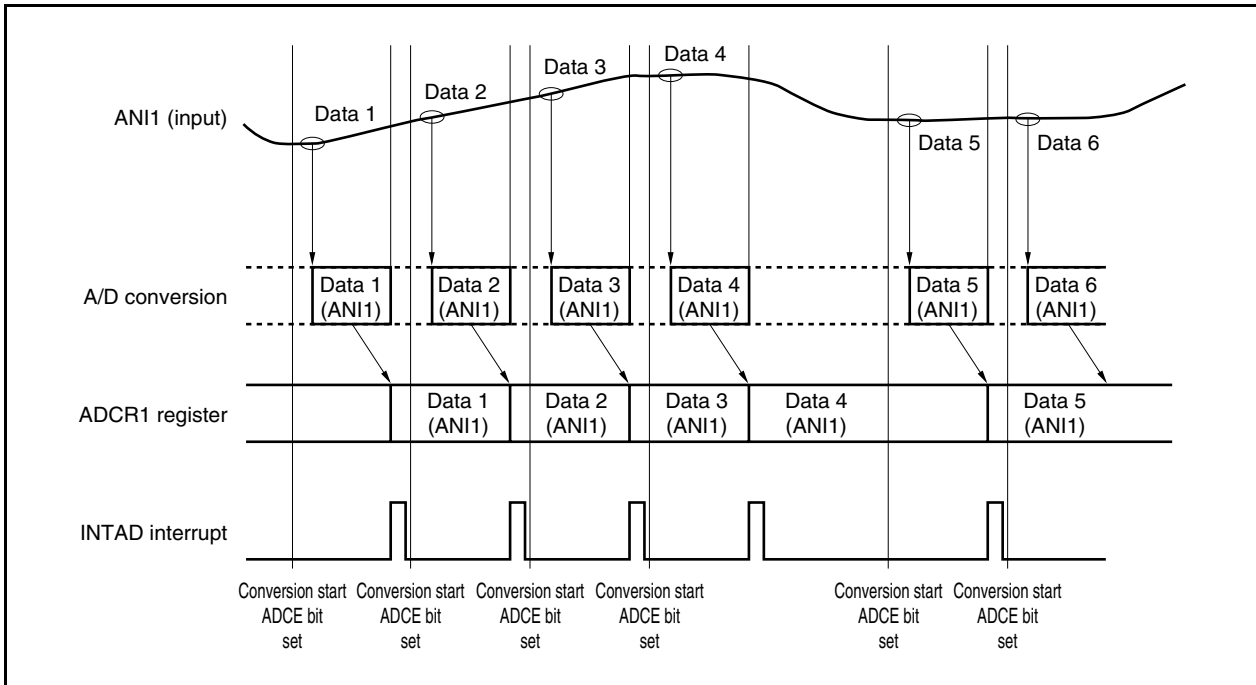 Data 4
Data 3
Data 2
Data 1
ANI1 (input)
Data 5
Data 6
A/D conversion
Data 1
(ANI1)
Data 2
(ANI1)
Data 3
(ANI1)
Data 4
(ANI1)
Data 5
(ANI1)
Data 6
(ANI1)
ADCR1 register
Data 1
(ANI1)
Data 2
(ANI1)
Data 3
(ANI1)
Data 4
(ANI1)
Data 5
(ANI1)
INTAD interrupt
Conversion start
ADCE bit
set
Conversion start
ADCE bit
set
Conversion start
ADCE bit
set
Conversion start
ADCE bit
set
Conversion start
ADCE bit
set
Conversion start
ADCE bit
set